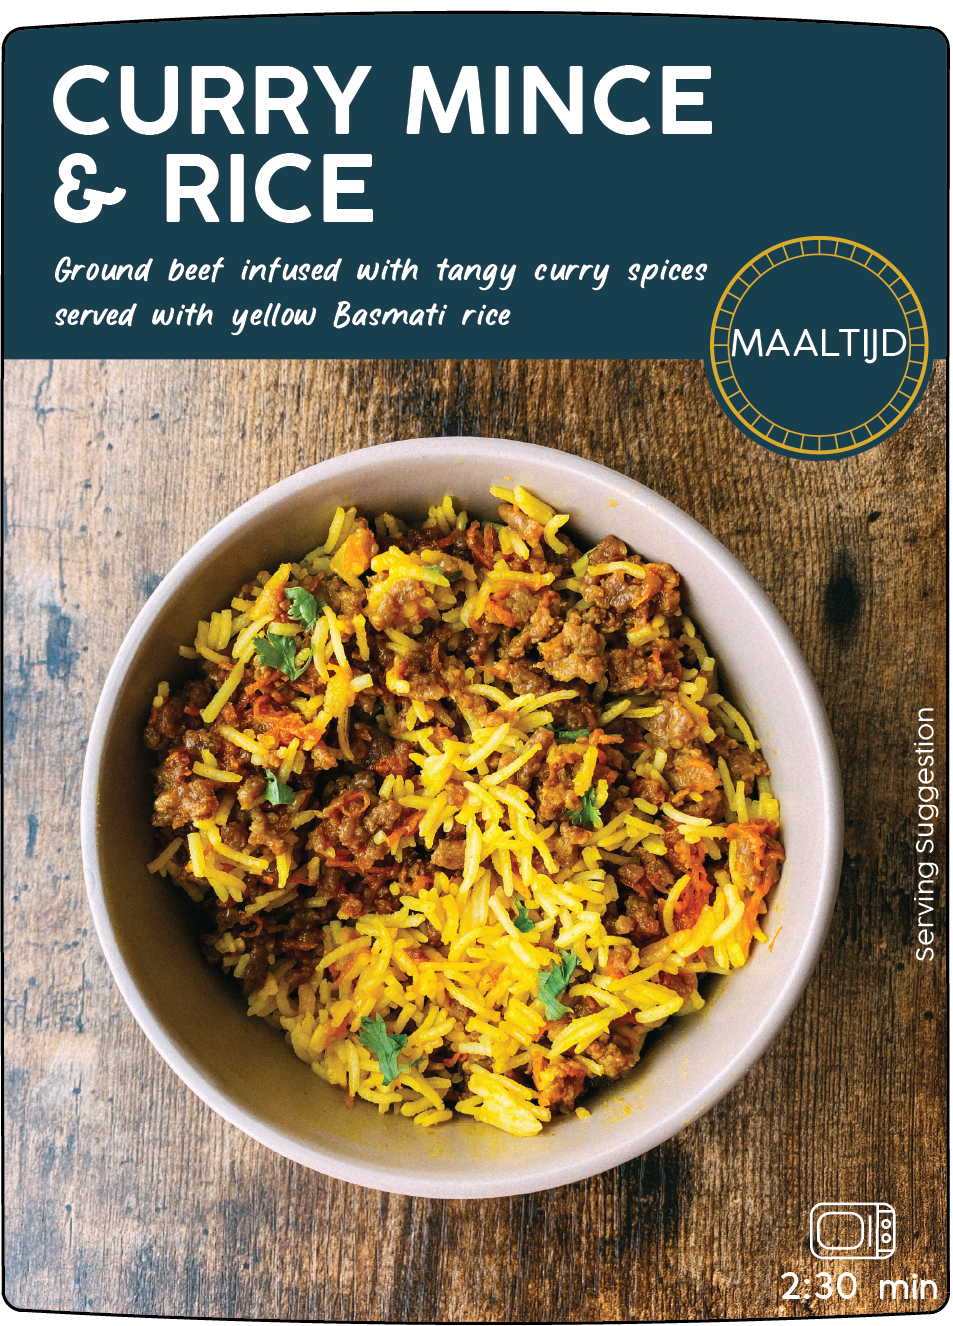 CURRY MINCE
& RICE
Ground beef infused with tangy curry spices
served with yellow Basmati rice
MAALTIJD
Serving Suggestion
2:30 min